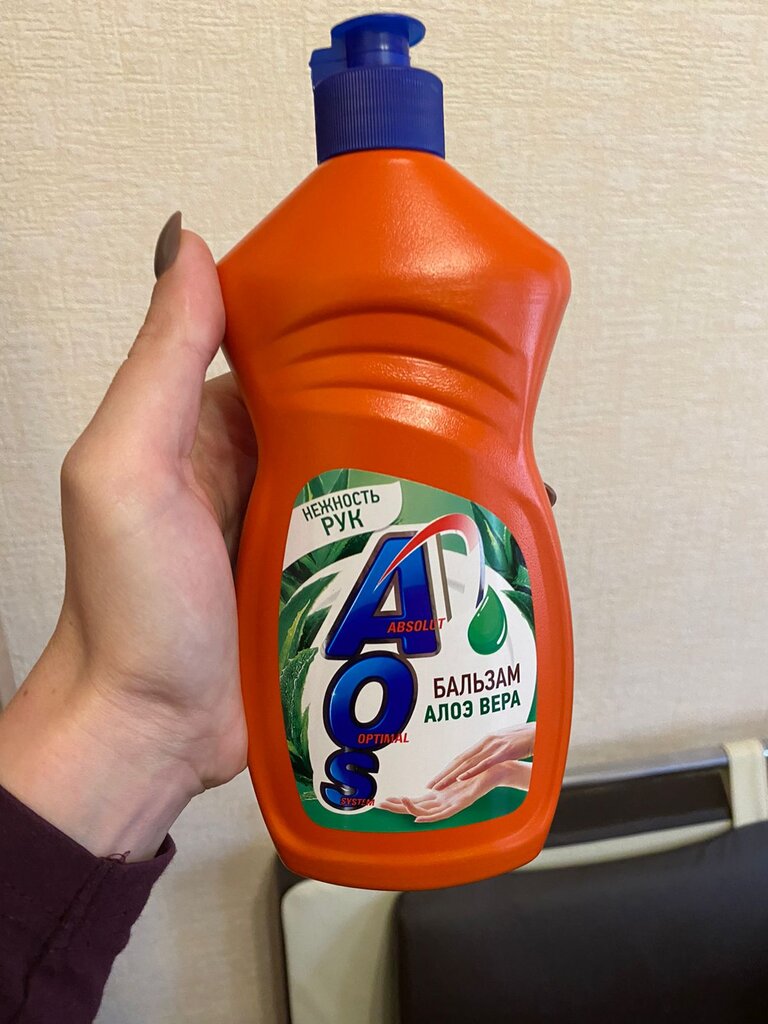 НЕЖНОСТЬ
РУК
A
ABSOLUT
O
OPTIMAL
S
SYSTEM
БАЛЬЗАМ
АЛОЭ ВЕРА